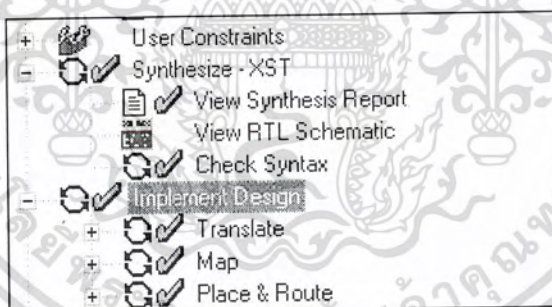 User Constraints
Synthesize - XST
View Synthesis Report
View RTL Schematic
Check Syntax
Implement Design
Translate
Map
Place & Route